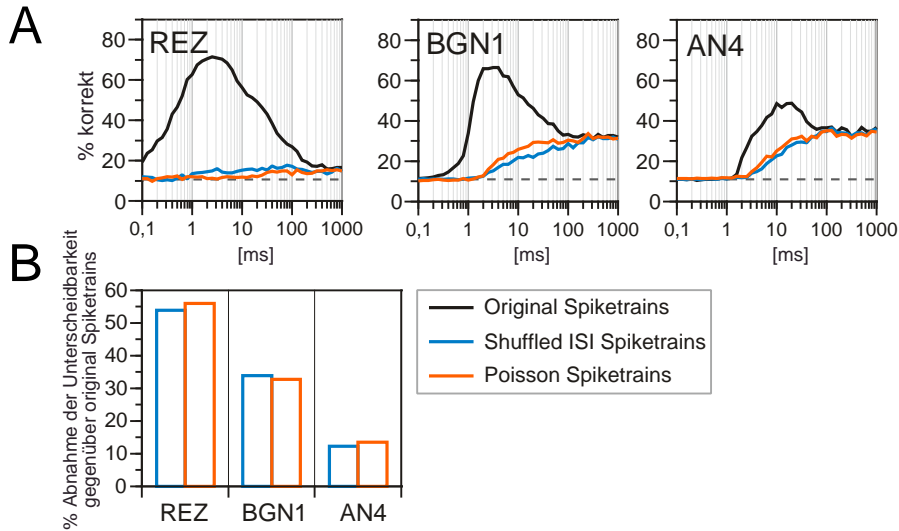 A
REZ
BGN1
AN4
% korrekt
80
60
40
20
0
0,1 1 10 100 1000
[ms]
80
60
40
20
0
0,1 1 10 100 1000
[ms]
80
60
40
20
0
0,1 1 10 100 1000
[ms]
B
% Abnahme der Unterscheidbarkeit
gegenüber original Spiketrains
60
50
40
30
20
10
0
REZ BGN1 AN4
Original Spiketrains
Shuffled ISI Spiketrains
Poisson Spiketrains